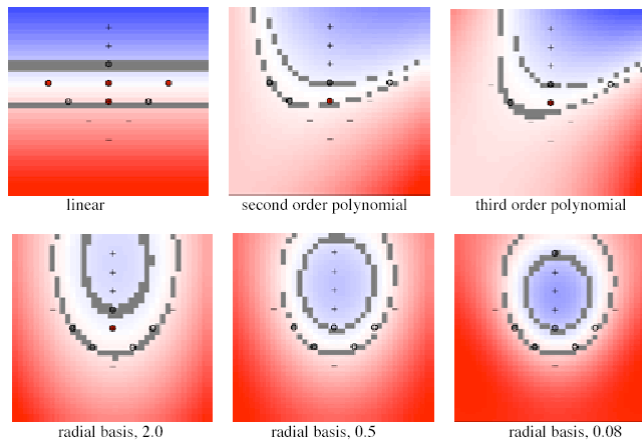 linear
second order polynomial
third order polynomial
radial basis, 2.0
radial basis, 0.5
radial basis, 0.08